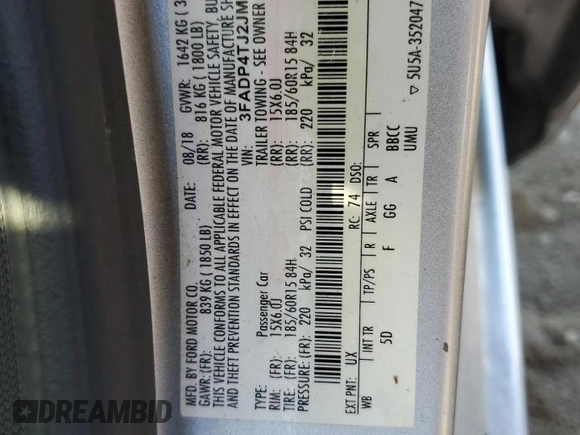 MFD. BY FORD MOTOR CO.
DATE: 08/18 GVWR: 1642 KG ( 3
GAWR: (FR): 839 KG ( 1850 LB) (RR): 816 KG ( 1800 LB)
THIS VEHICLE CONFORMS TO ALL APPLICABLE FEDERAL MOTOR VEHICLE SAFETY, BU
AND THEFT PREVENTION STANDARDS IN EFFECT ON THE DATE OF MANUFACTURE
VIN: 3FADP4TJ2JM
Passenger Car TRAILER TOWING - SEE OWNER
RIM: (FR): 15X6.0J (RR): 15X6.0J
TIRE: (FR): 185/60R15 84H (RR): 185/60R15 84H
PRESSURE: (FR): 220 kPa/ 32 PSI COLD (RR): 220 kPa/ 32
EXT PNT: UX RC: 74 DSO:
WB INT TR TP/PS R AXLE TR SPR
5D F GG A BBCC
UMU
▽ 5U5A-352047
DREAMBID